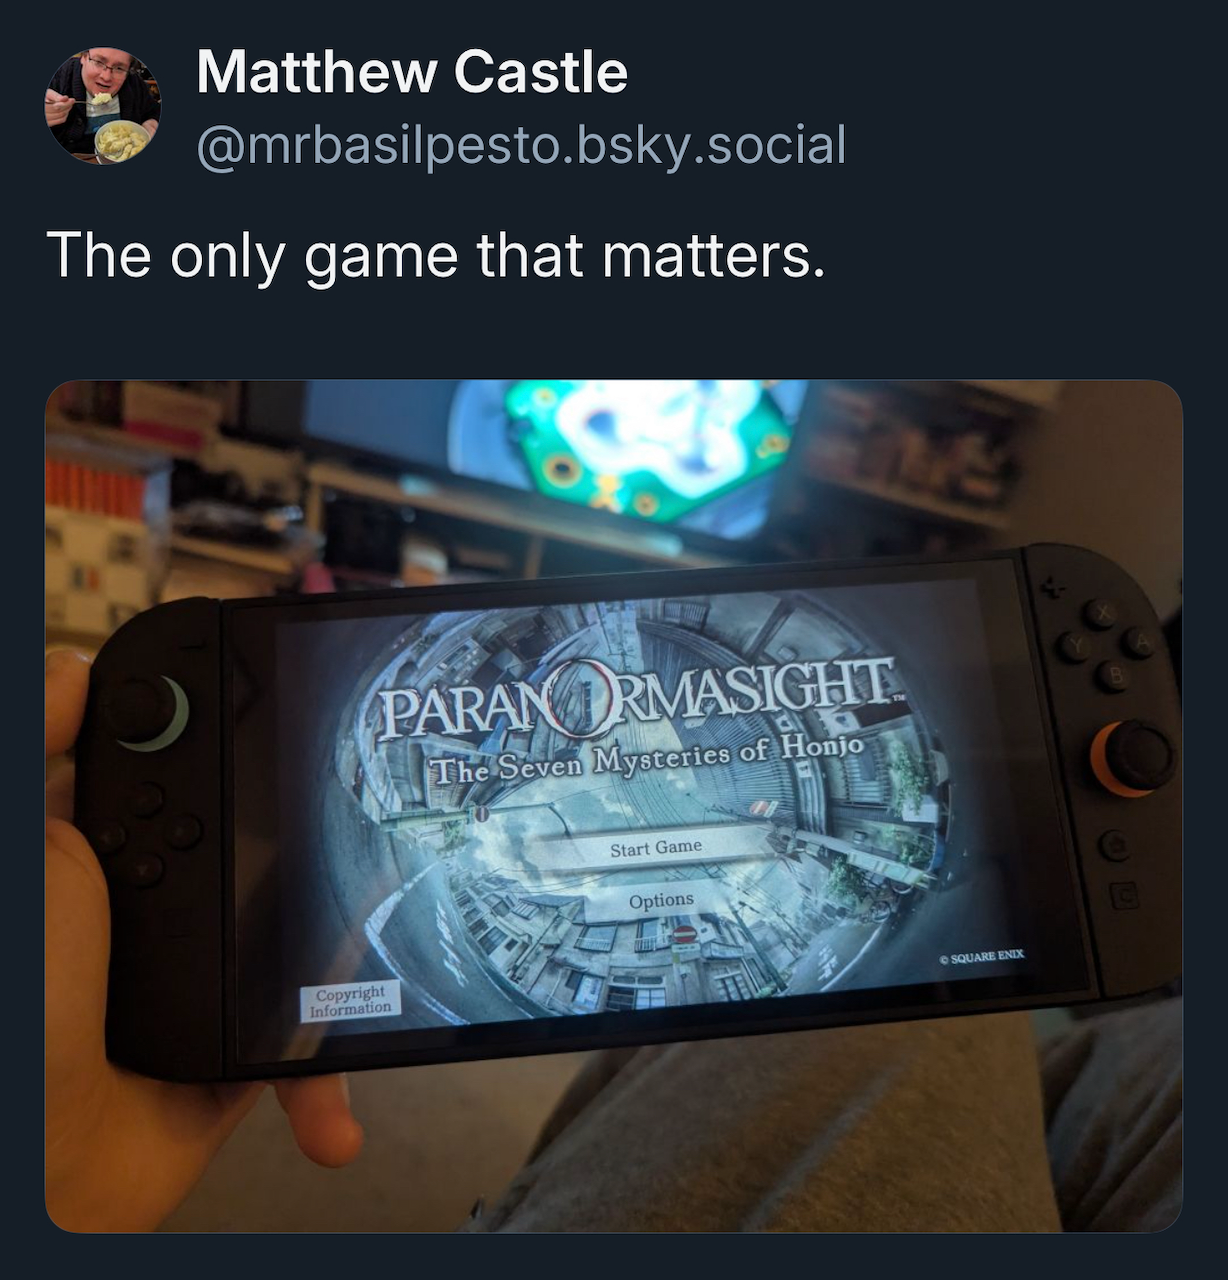 Matthew Castle
@mrbasilpesto.bsky.social
The only game that matters.
PARANORMASIGHT™
The Seven Mysteries of Honjo
Start Game
Options
© SQUARE ENIX
Copyright
Information
X
Y
A
B
C